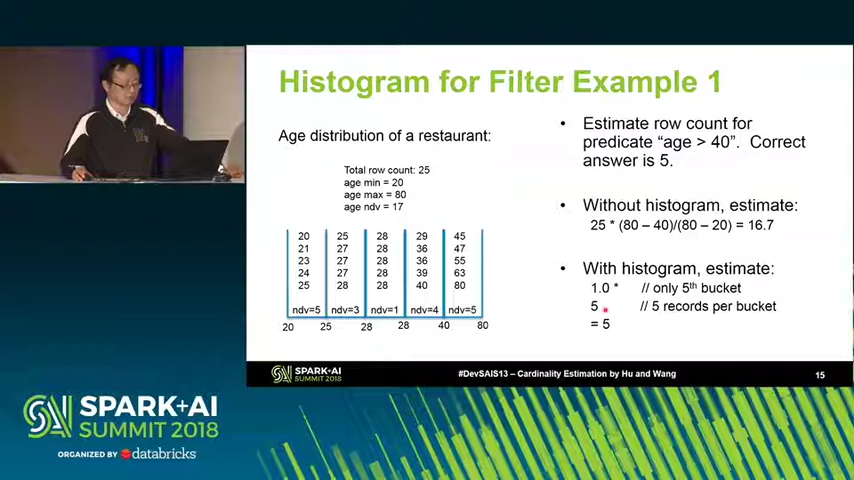 Histogram for Filter Example 1
Age distribution of a restaurant:
Total row count: 25
age min = 20
age max = 80
age ndv = 17
20 25 28 29 45
21 27 28 36 47
23 27 28 36 55
24 27 28 39 63
25 28 28 40 80
ndv=5 ndv=3 ndv=1 ndv=4 ndv=5
20 25 28 28 40 80
• Estimate row count for
predicate “age > 40”. Correct
answer is 5.
• Without histogram, estimate:
25 * (80 – 40)/(80 – 20) = 16.7
• With histogram, estimate:
1.0 * // only 5th bucket
5 // 5 records per bucket
= 5
SPARK+AI
SUMMIT 2018
#DevSAIS13 – Cardinality Estimation by Hu and Wang
15
SPARK+AI
SUMMIT 2018
ORGANIZED BY databricks